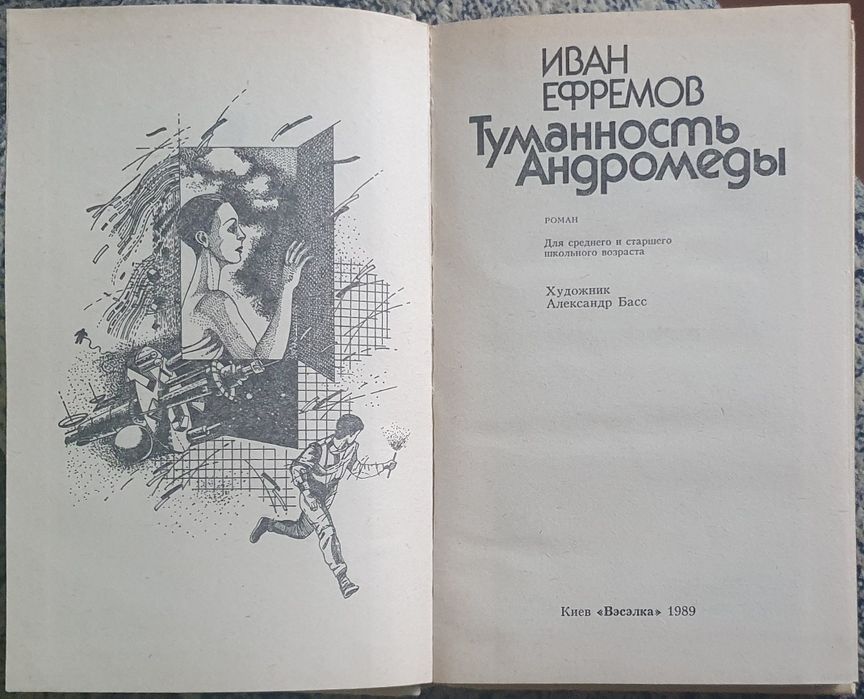 ИВАН
ЕФРЕМОВ
Туманность
Андромеды
РОМАН
Для среднего и старшего
школьного возраста
Художник
Александр Басс
Киев «Вэсэлка» 1989